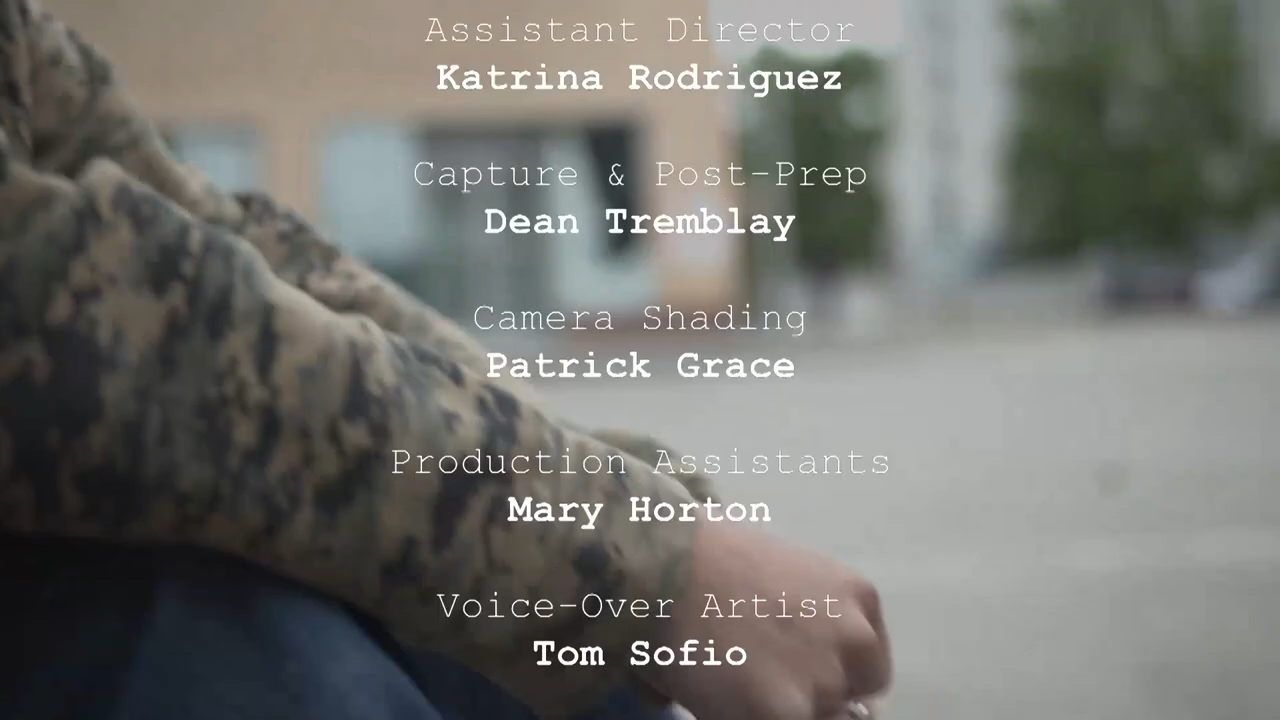 Assistant Director
Katrina Rodriguez
Capture & Post-Prep
Dean Tremblay
Camera Shading
Patrick Grace
Production Assistants
Mary Horton
Voice-Over Artist
Tom Sofio